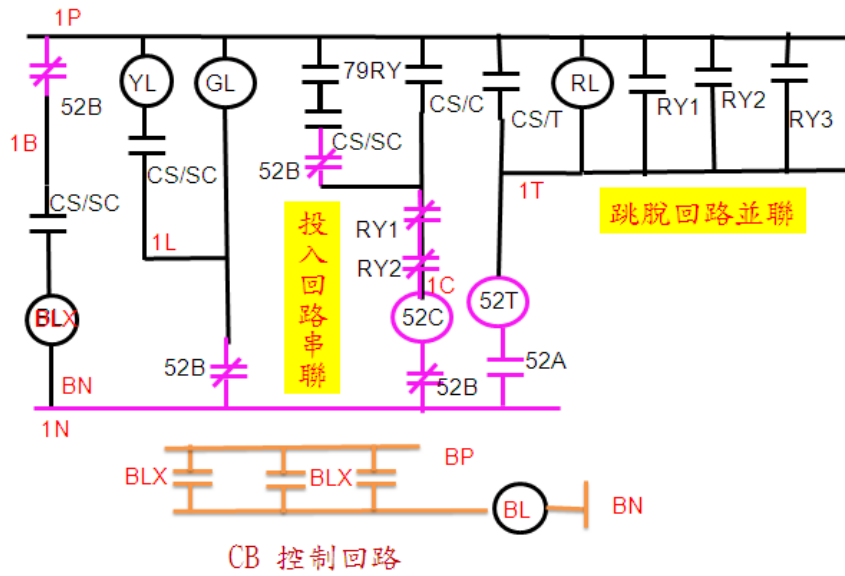 1P
52B
YL
GL
79RY
CS/C
CS/T
RL
RY1
RY2
RY3
1B
CS/SC
CS/SC
CS/SC
52B
1T
跳脫回路並聯
1L
投入回路串聯
RY1
RY2
1C
BLX
52C
52T
52B
52B
52A
BN
1N
BLX
BLX
BP
BL
BN
CB 控制回路